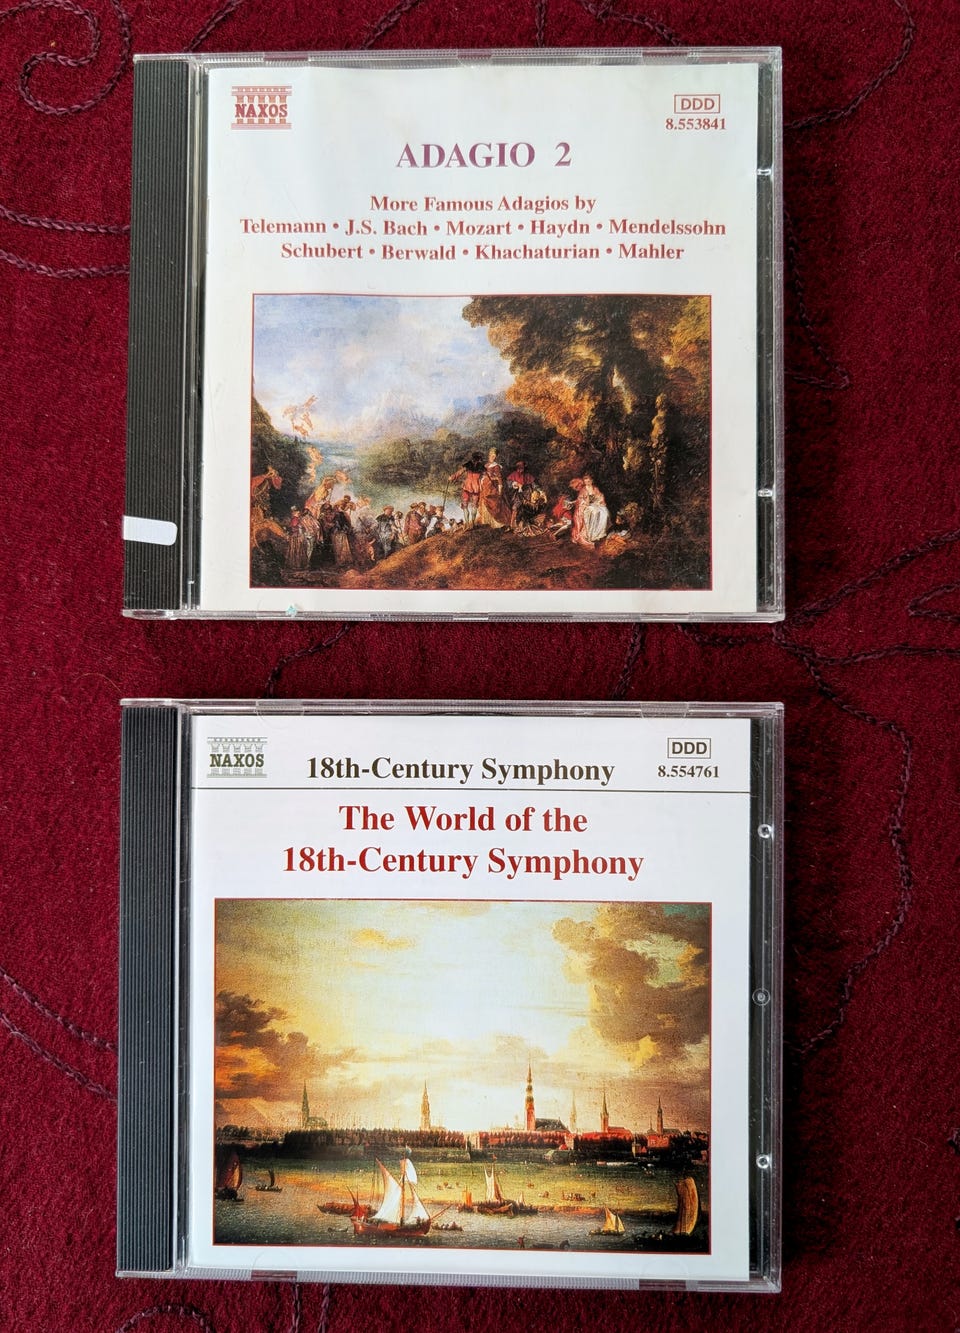 NAXOS
DDD
8.553841
ADAGIO 2
More Famous Adagios by
Telemann • J.S. Bach • Mozart • Haydn • Mendelssohn
Schubert • Berwald • Khachaturian • Mahler
NAXOS
18th-Century Symphony
DDD
8.554761
The World of the
18th-Century Symphony